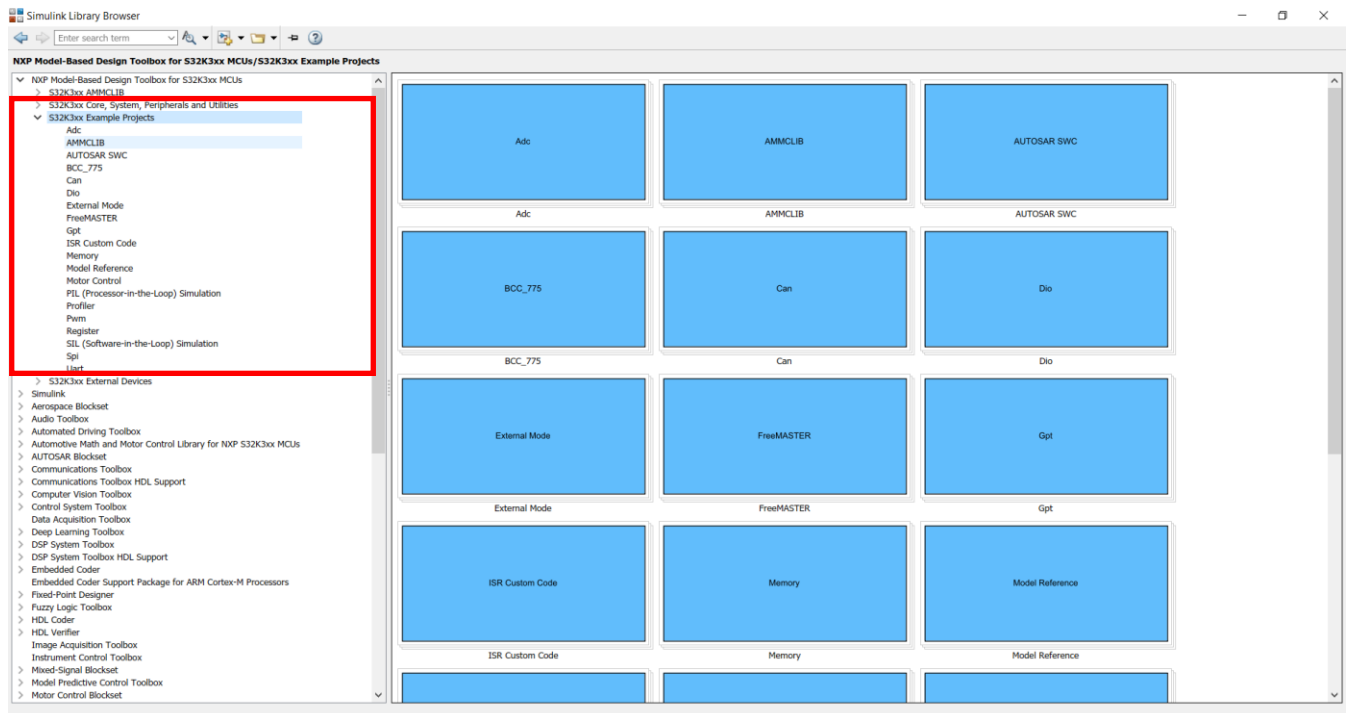 Simulink Library Browser
Enter search term
NXP Model-Based Design Toolbox for S32K3xx MCUs/S32K3xx Example Projects
NXP Model-Based Design Toolbox for S32K3xx MCUs
S32K3xx AMMCLIB
S32K3xx Core, System, Peripherals and Utilities
S32K3xx Example Projects
Adc
AMMCLIB
AUTOSAR SWC
BCC_775
Can
Dio
External Mode
FreeMASTER
Gpt
ISR Custom Code
Memory
Model Reference
Motor Control
PIL (Processor-in-the-Loop) Simulation
Profiler
Pwm
Register
SIL (Software-in-the-Loop) Simulation
Spi
Uart
S32K3xx External Devices
Simulink
Aerospace Blockset
Audio Toolbox
Automated Driving Toolbox
Automotive Math and Motor Control Library for NXP S32K3xx MCUs
AUTOSAR Blockset
Communications Toolbox
Communications Toolbox HDL Support
Computer Vision Toolbox
Control System Toolbox
Data Acquisition Toolbox
Deep Learning Toolbox
DSP System Toolbox
DSP System Toolbox HDL Support
Embedded Coder
Embedded Coder Support Package for ARM Cortex-M Processors
Fixed-Point Designer
Fuzzy Logic Toolbox
HDL Coder
HDL Verifier
Image Acquisition Toolbox
Instrument Control Toolbox
Mixed-Signal Blockset
Model Predictive Control Toolbox
Motor Control Blockset
Adc AMMCLIB AUTOSAR SWC
Adc AMMCLIB AUTOSAR SWC
BCC_775 Can Dio
BCC_775 Can Dio
External Mode FreeMASTER Gpt
External Mode FreeMASTER Gpt
ISR Custom Code Memory Model Reference
ISR Custom Code Memory Model Reference